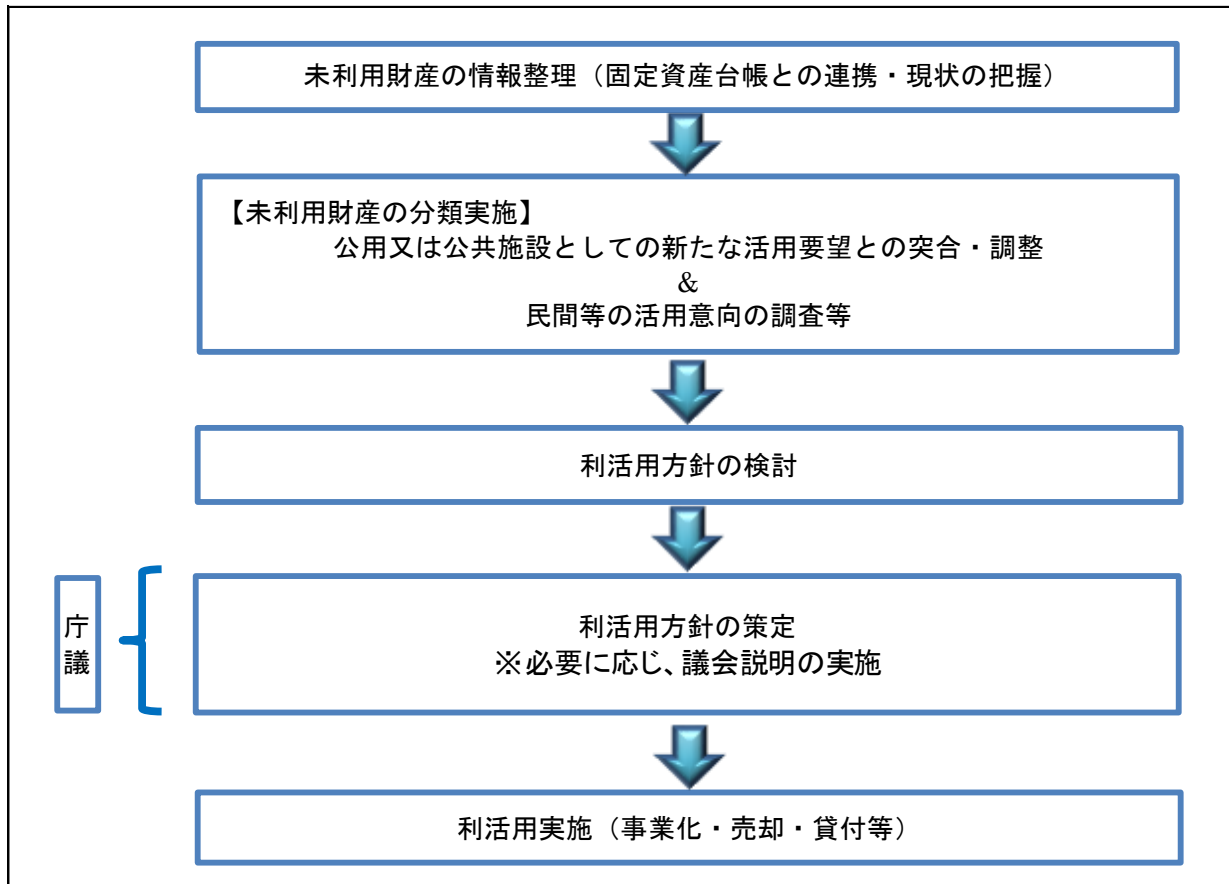 未利用財産の情報整理（固定資産台帳との連携・現状の把握）
【未利用財産の分類実施】
公用又は公共施設としての新たな活用要望との突合・調整
&
民間等の活用意向の調査等
利活用方針の検討
庁議
利活用方針の策定
※必要に応じ、議会説明の実施
利活用実施（事業化・売却・貸付等）